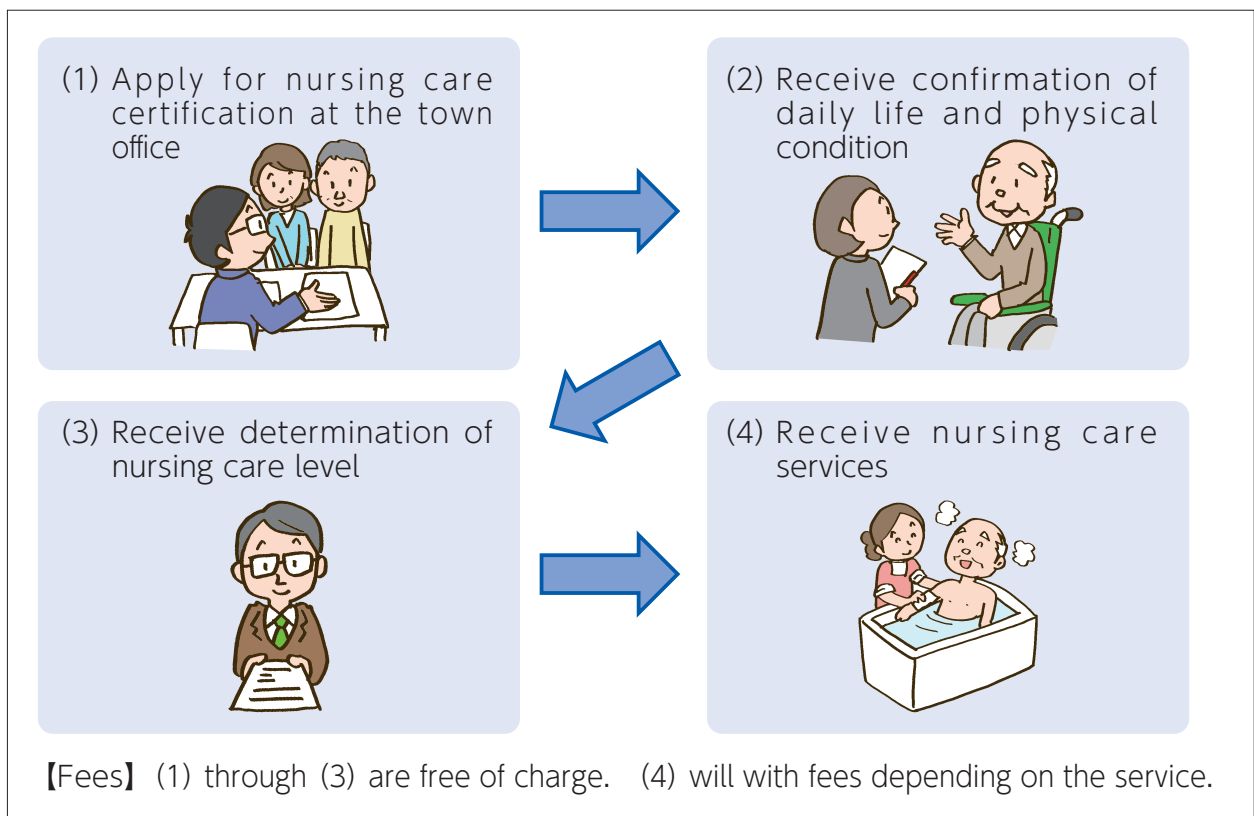 (1) Apply for nursing care
certification at the town
office
(2) Receive confirmation of
daily life and physical
condition
(3) Receive determination of
nursing care level
(4) Receive nursing care
services
【Fees】 (1) through (3) are free of charge. (4) will with fees depending on the service.